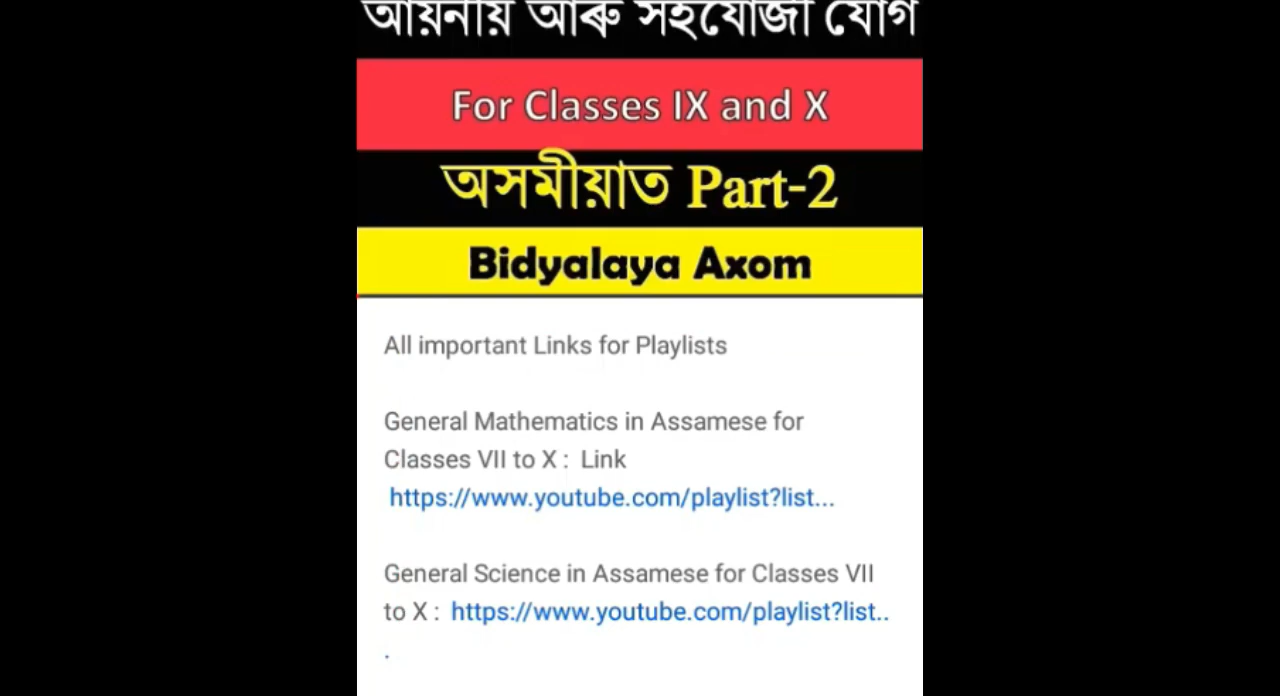 আয়নীয় আৰু সহযোজী যোগ
For Classes IX and X
অসমীয়াত Part-2
Bidyalaya Axom
All important Links for Playlists
General Mathematics in Assamese for
Classes VII to X : Link
https://www.youtube.com/playlist?list...
General Science in Assamese for Classes VII
to X : https://www.youtube.com/playlist?list..
.